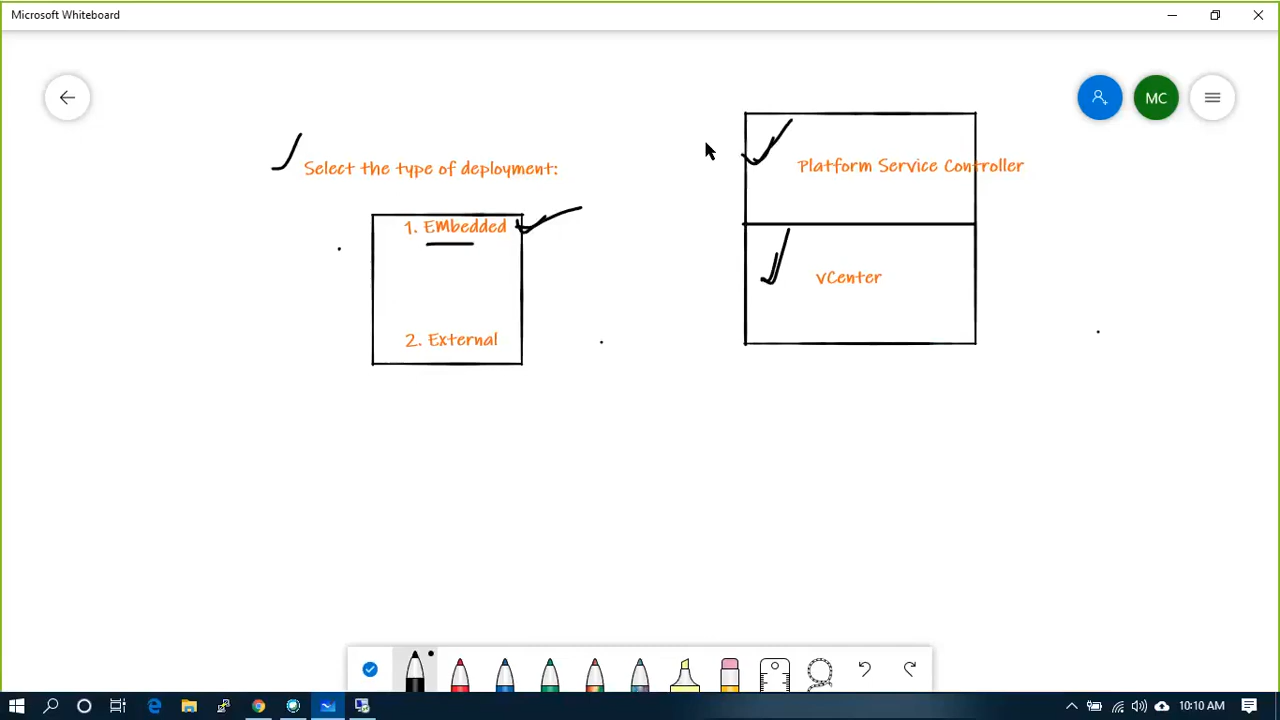 Microsoft Whiteboard
MC
Select the type of deployment:
1. EMbedded
2. External
Platform Service Controller
vCenter
10:10 AM